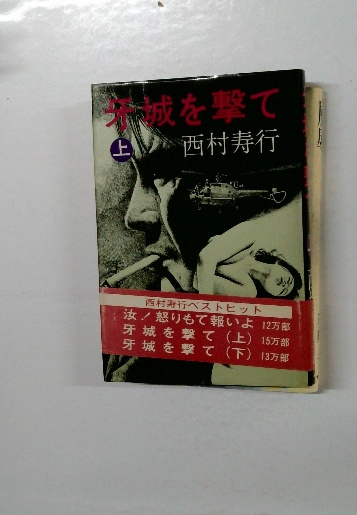 牙城を撃て
上
西村寿行
西村寿行ベストヒット
汝!怒りもて報いよ 12万部
牙城を撃て(上) 15万部
牙城を撃て(下) 13万部